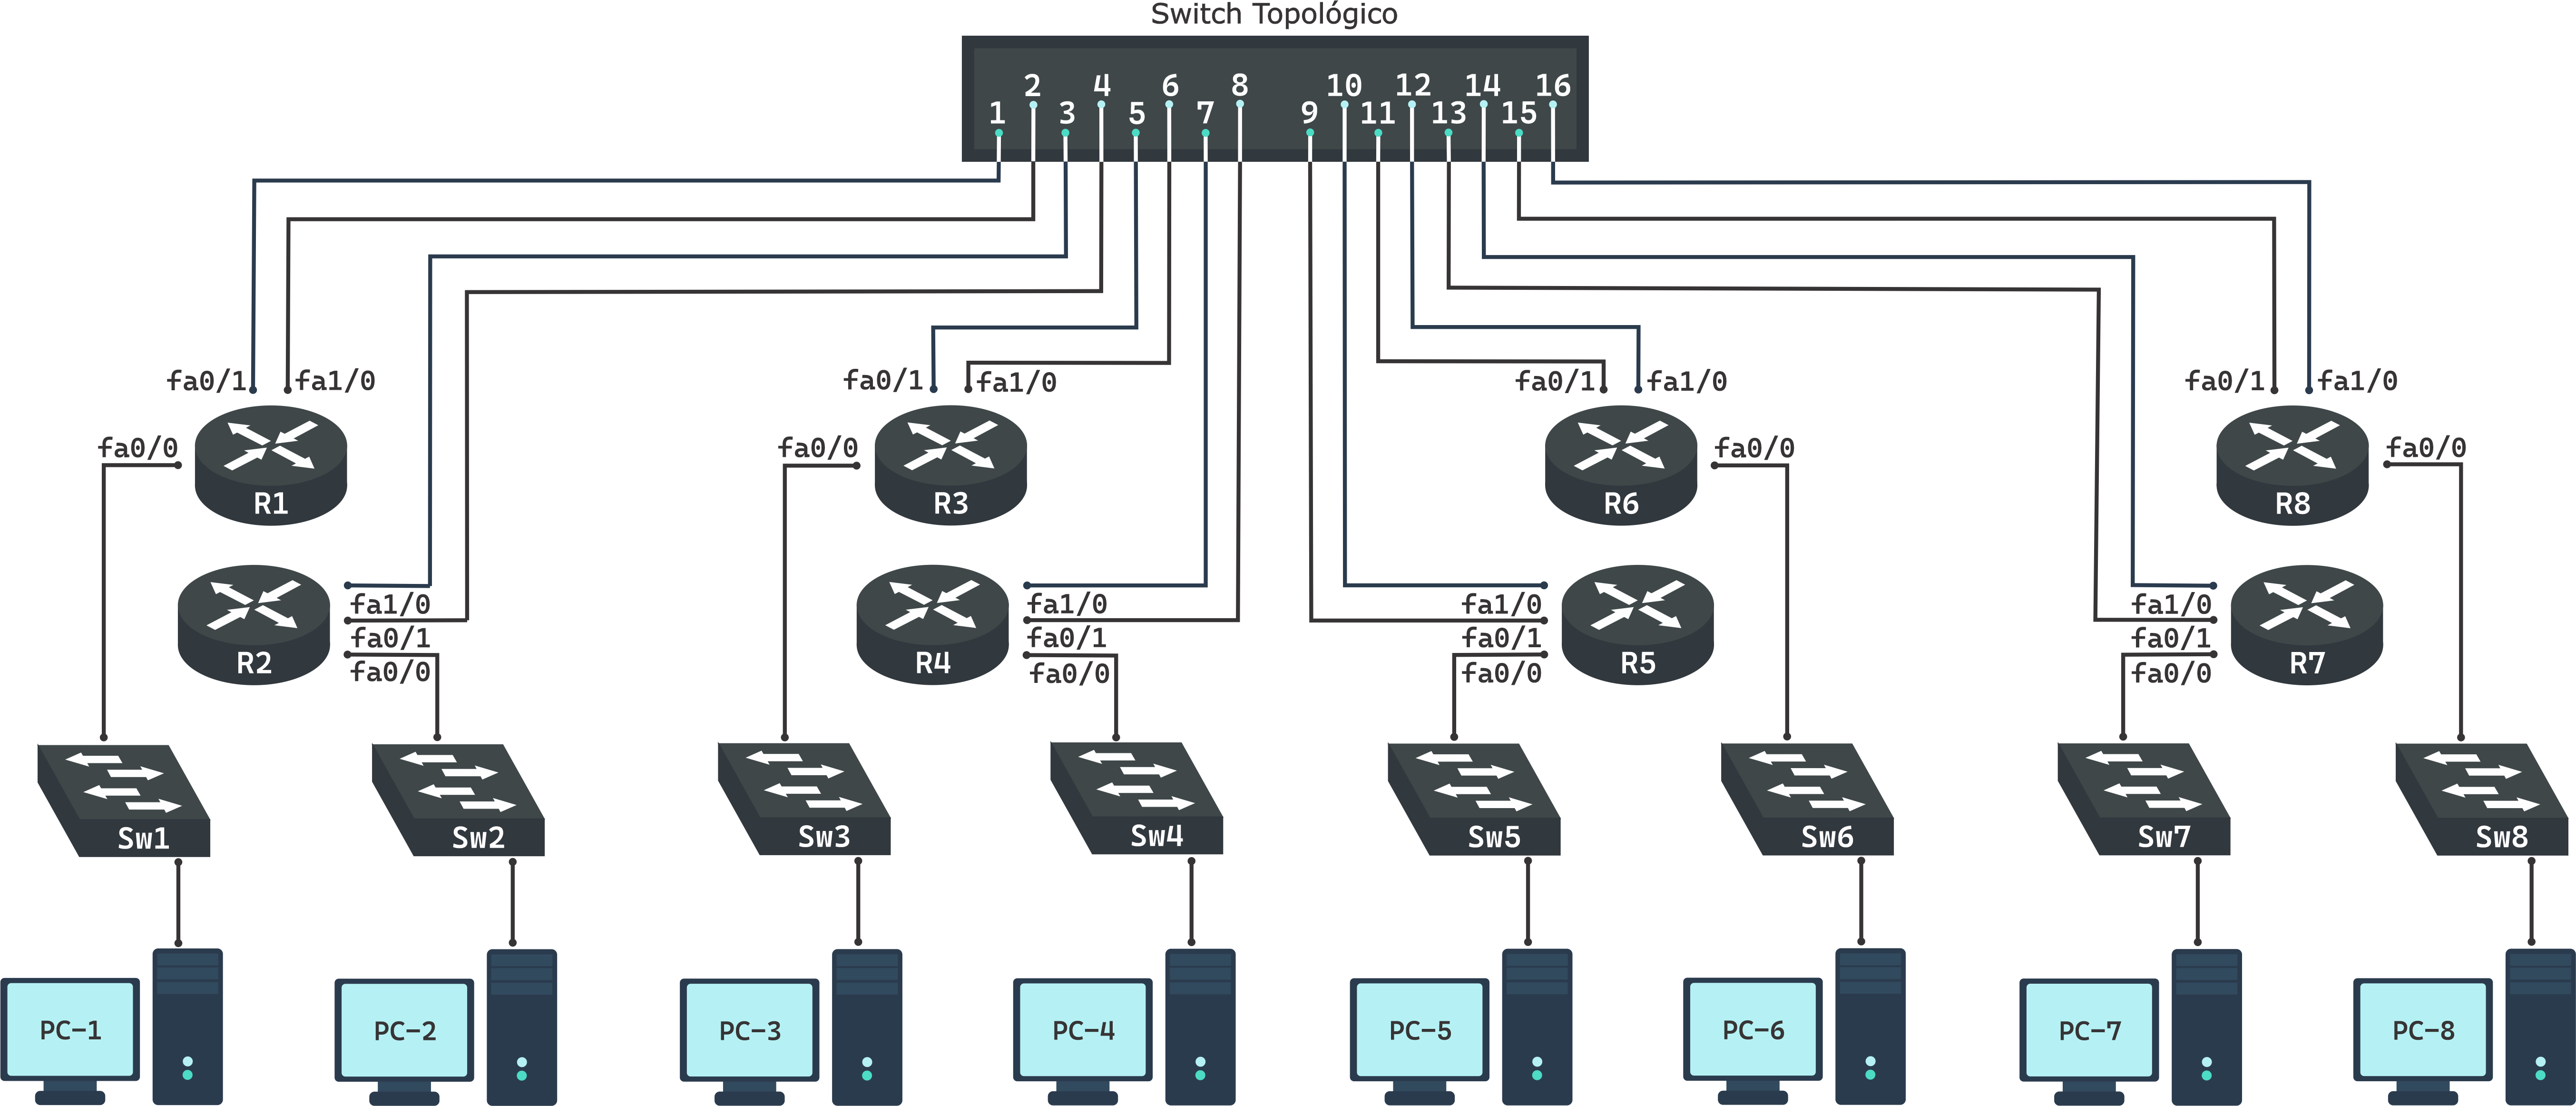 Switch Topológico
2 4 6 8 10 12 14 16
1 3 5 7 9 11 13 15
fa0/1 fa1/0 fa0/1 fa1/0 fa0/1 fa1/0 fa0/1 fa1/0
fa0/0 fa0/0 fa0/0 fa0/0
R1 R3 R6 R8
fa1/0 fa1/0 fa1/0 fa1/0
fa0/1 fa0/1 fa0/1 fa0/1
R2 R4 R5 R7
fa0/0 fa0/0 fa0/0 fa0/0
Sw1 Sw2 Sw3 Sw4 Sw5 Sw6 Sw7 Sw8
PC-1 PC-2 PC-3 PC-4 PC-5 PC-6 PC-7 PC-8